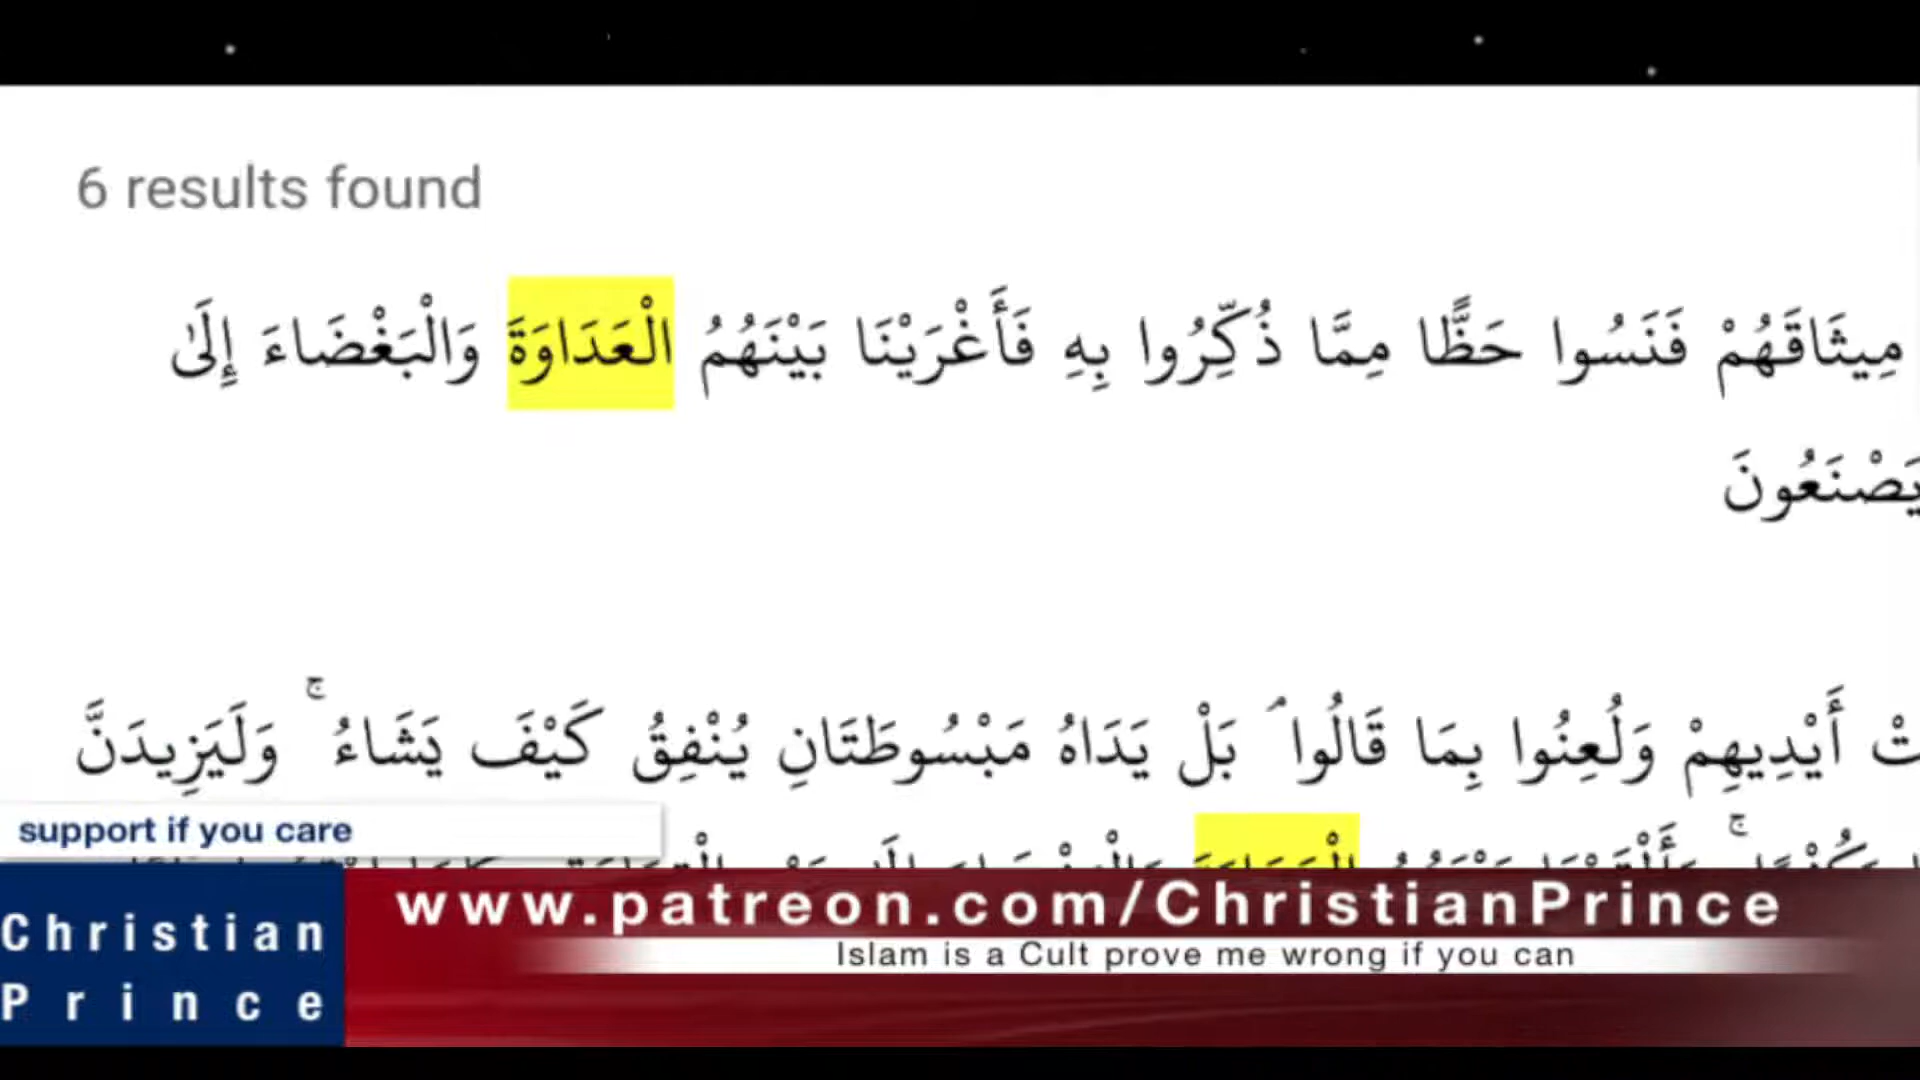 6 results found
مِيثَاقَهُمْ فَنَسُوا حَظًّا مِمَّا ذُكِّرُوا بِهِ فَأَغْرَيْنَا بَيْنَهُمُ الْعَدَاوَةَ وَالْبَغْضَاءَ إِلَىٰ
يَصْنَعُونَ
تْ أَيْدِيهِمْ وَلُعِنُوا بِمَا قَالُوا ۘ بَلْ يَدَاهُ مَبْسُوطَتَانِ يُنْفِقُ كَيْفَ يَشَاءُ ۚ وَلَيَزِيدَنَّ
support if you care
Christian
Prince
www.patreon.com/ChristianPrince
Islam is a Cult prove me wrong if you can